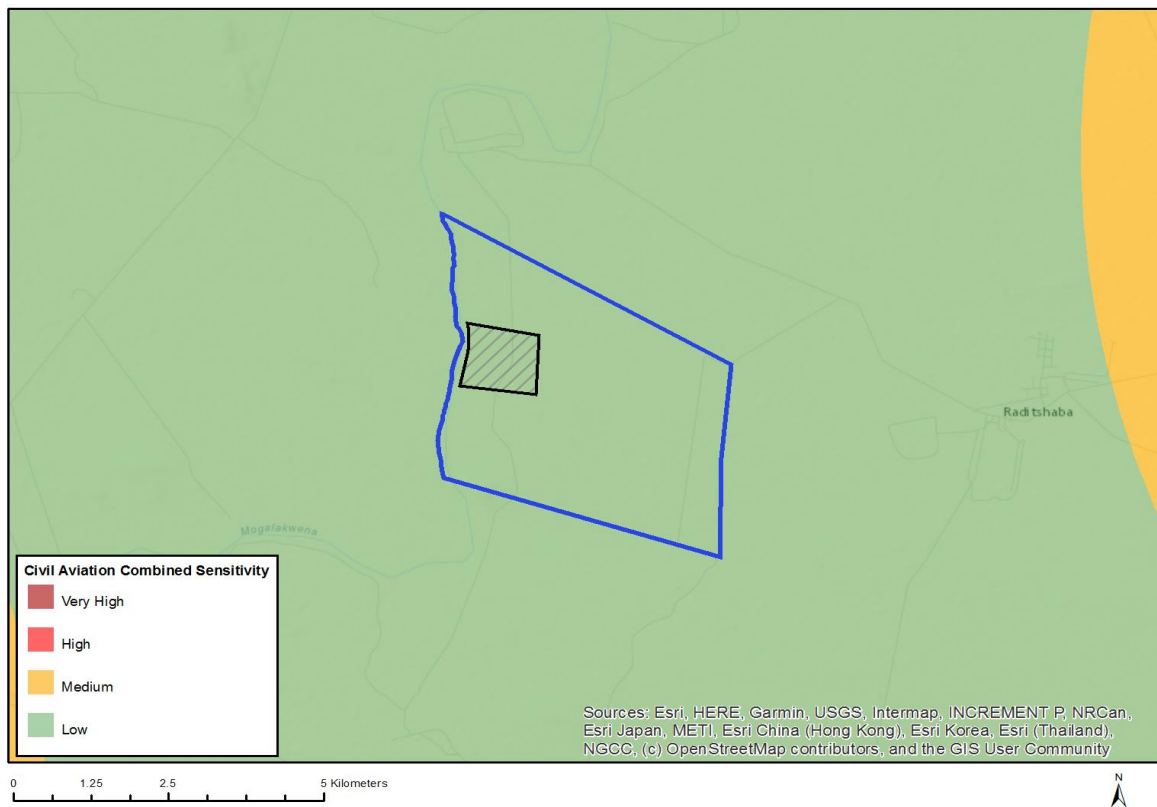 Raditshaba
Mogalakwena
Civil Aviation Combined Sensitivity
Very High
High
Medium
Low
Sources: Esri, HERE, Garmin, USGS, Intermap, INCREMENT P, NRCan,
Esri Japan, METI, Esri China (Hong Kong), Esri Korea, Esri (Thailand),
NGCC, (c) OpenStreetMap contributors, and the GIS User Community
0 1.25 2.5 5 Kilometers
N